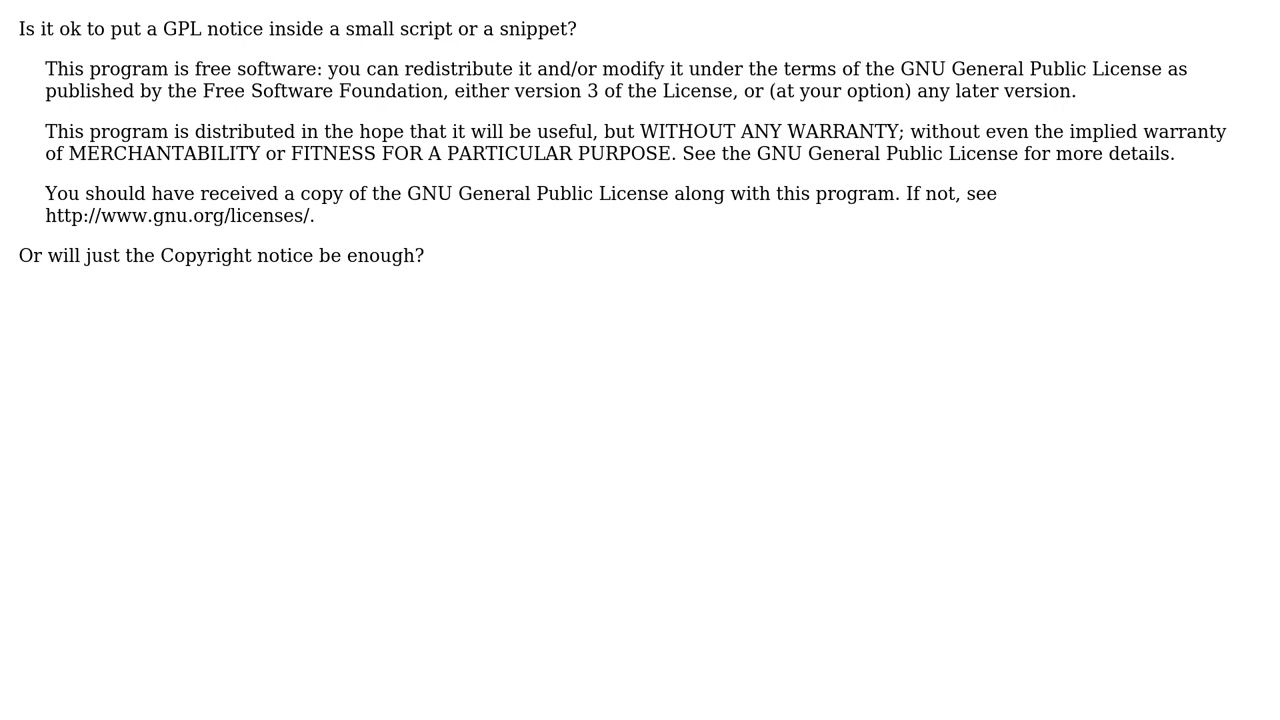 Is it ok to put a GPL notice inside a small script or a snippet?
This program is free software: you can redistribute it and/or modify it under the terms of the GNU General Public License as
published by the Free Software Foundation, either version 3 of the License, or (at your option) any later version.
This program is distributed in the hope that it will be useful, but WITHOUT ANY WARRANTY; without even the implied warranty
of MERCHANTABILITY or FITNESS FOR A PARTICULAR PURPOSE. See the GNU General Public License for more details.
You should have received a copy of the GNU General Public License along with this program. If not, see
http://www.gnu.org/licenses/.
Or will just the Copyright notice be enough?